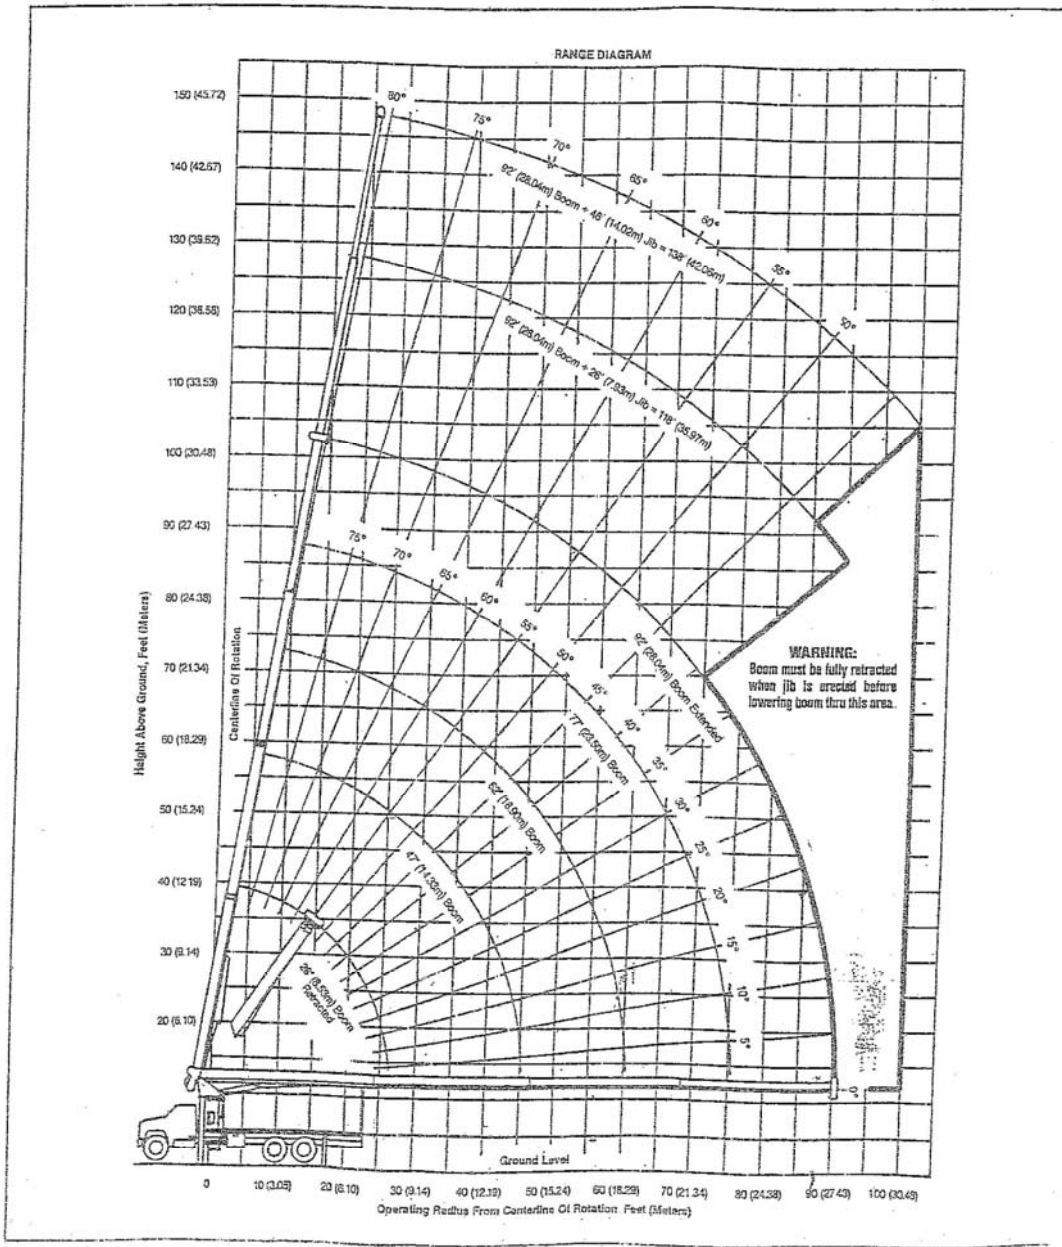 RANGE DIAGRAM
150 (45.72)
140 (42.67)
130 (39.62)
120 (36.58)
110 (33.53)
100 (30.48)
90 (27.43)
80 (24.38)
70 (21.34)
60 (18.29)
50 (15.24)
40 (12.19)
30 (9.14)
20 (6.10)
Height Above Ground, Feet (Meters)
Centerline Of Rotation
80°
75°
70°
65°
60°
55°
50°
92' (28.04m) Boom + 46' (14.02m) Jib = 138' (42.06m)
92' (28.04m) Boom + 26' (7.93m) Jib = 118' (35.97m)
75°
70°
65°
60°
55°
50°
45°
40°
35°
30°
25°
20°
15°
10°
5°
0°
92' (28.04m) Boom Extended
77' (23.50m) Boom
62' (18.90m) Boom
47' (14.33m) Boom
(8.53m) Boom
Retracted
WARNING:
Boom must be fully retracted
when jib is erected before
lowering boom thru this area.
Ground Level
0
10 (3.05)
20 (6.10)
30 (9.14)
40 (12.19)
50 (15.24)
60 (18.29)
70 (21.34)
80 (24.38)
90 (27.43)
100 (30.48)
Operating Radius From Centerline Of Rotation Feet (Meters)